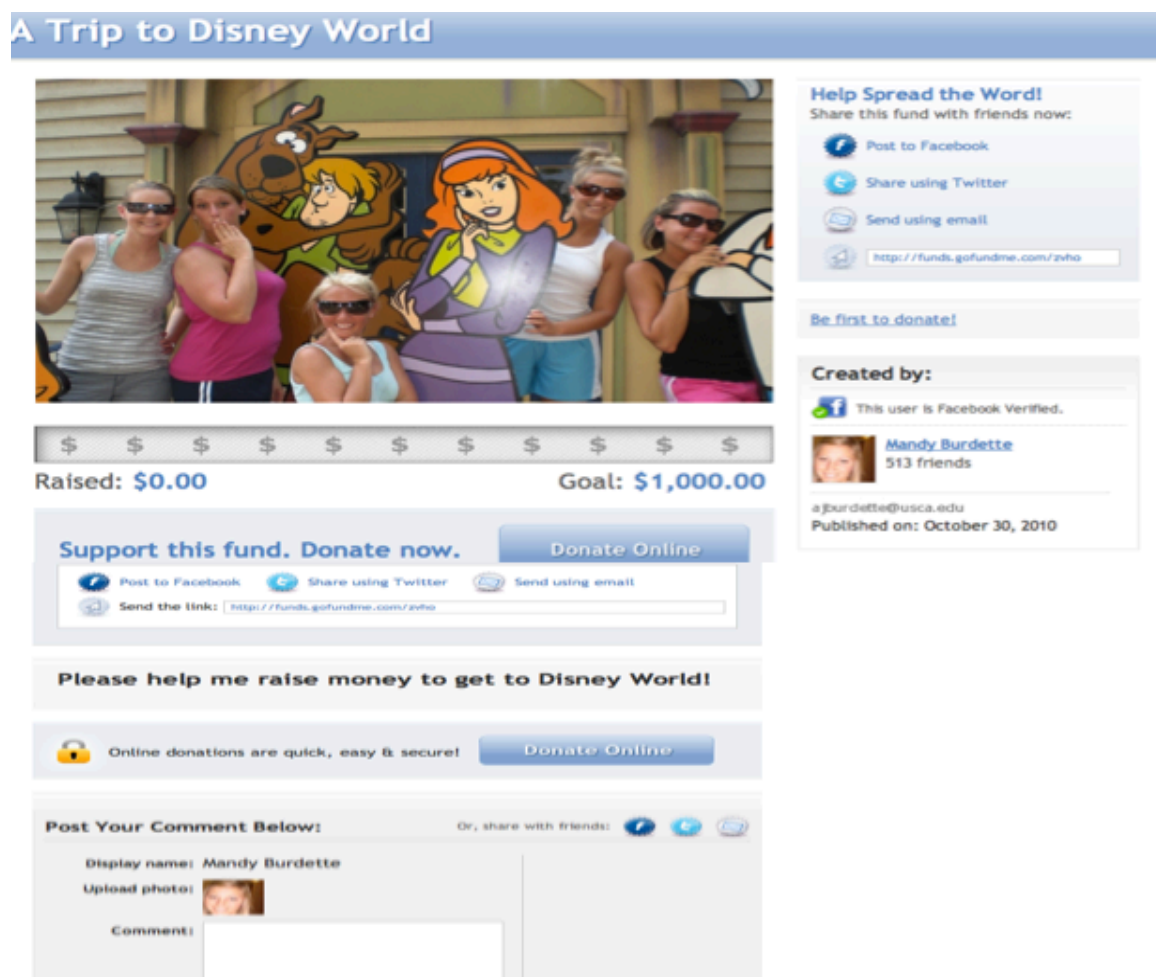 A Trip to Disney World
Help Spread the Word!
Share this fund with friends now:
Post to Facebook
Share using Twitter
Send using email
http://funds.gofundme.com/zvho
Be first to donate!
Created by:
This user is Facebook Verified.
Mandy Burdette
513 friends
ajburdette@usca.edu
Published on: October 30, 2010
$ $ $ $ $ $ $ $ $ $ $
Raised: $0.00 Goal: $1,000.00
Support this fund. Donate now. Donate Online
Post to Facebook Share using Twitter Send using email
Send the link: http://funds.gofundme.com/zvho
Please help me raise money to get to Disney World!
Online donations are quick, easy & secure! Donate Online
Post Your Comment Below: Or, share with friends:
Display name: Mandy Burdette
Upload photo:
Comment: